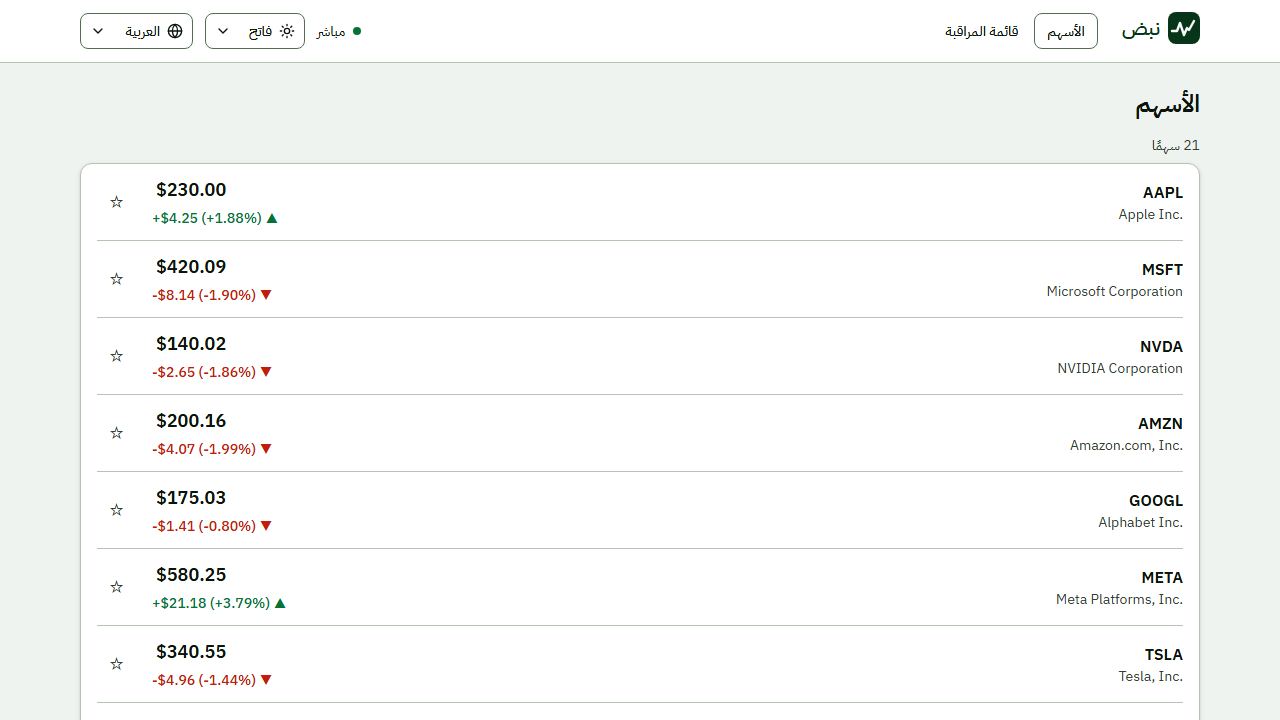 نبض
الأسهم
قائمة المراقبة
مباشر
فاتح
العربية
الأسهم
21 سهمًا
AAPL
Apple Inc.
$230.00
+$4.25 (+1.88%) ▲
MSFT
Microsoft Corporation
$420.09
-$8.14 (-1.90%) ▼
NVDA
NVIDIA Corporation
$140.02
-$2.65 (-1.86%) ▼
AMZN
Amazon.com, Inc.
$200.16
-$4.07 (-1.99%) ▼
GOOGL
Alphabet Inc.
$175.03
-$1.41 (-0.80%) ▼
META
Meta Platforms, Inc.
$580.25
+$21.18 (+3.79%) ▲
TSLA
Tesla, Inc.
$340.55
-$4.96 (-1.44%) ▼